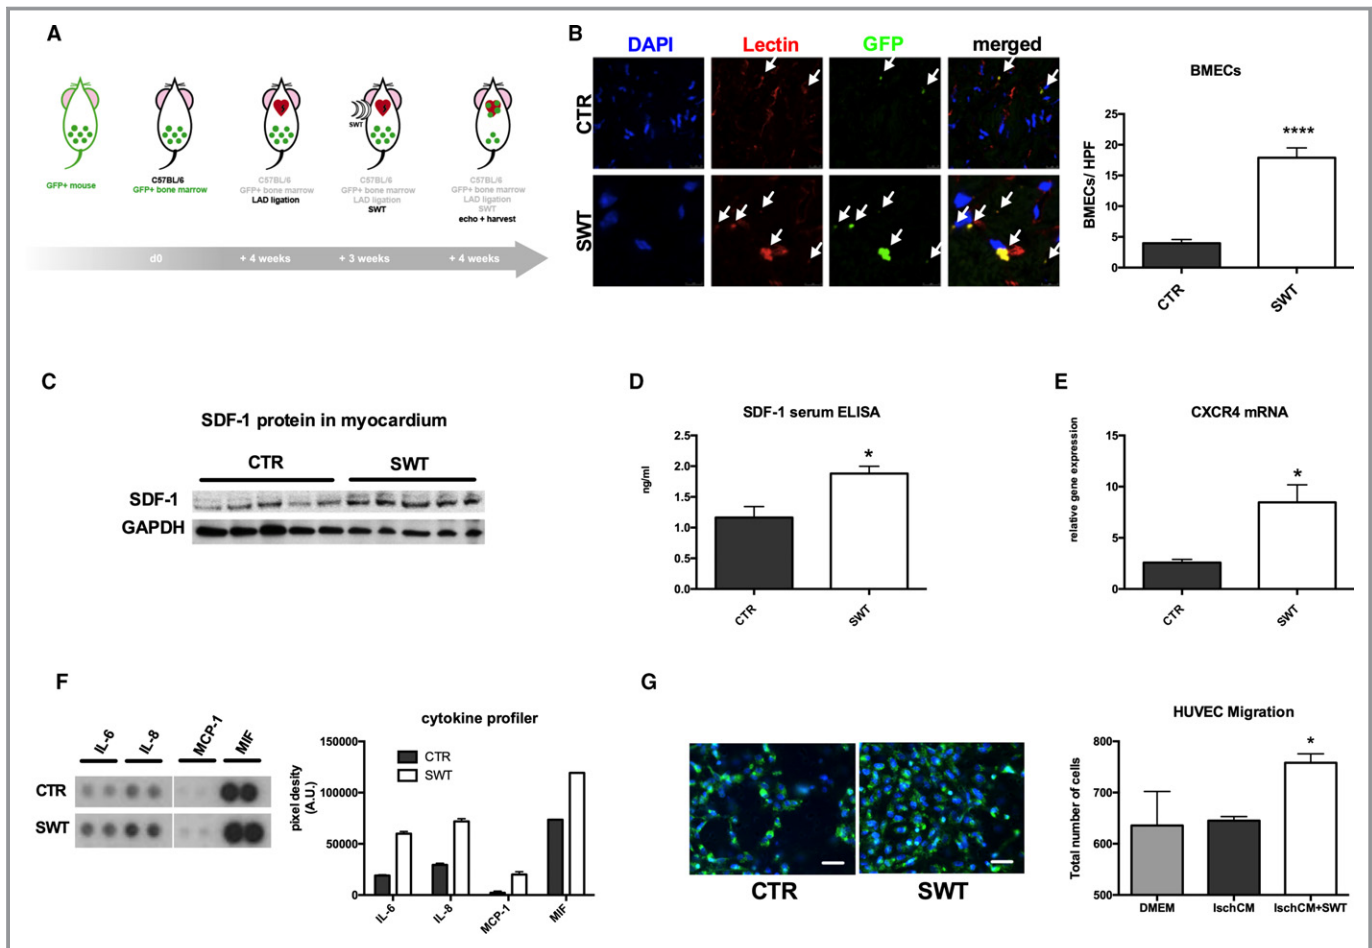 A
SWT
GFP+ mouse
C57BL/6
GFP+ bone marrow
C57BL/6
GFP+ bone marrow
LAD ligation
C57BL/6
GFP+ bone marrow
LAD ligation
SWT
C57BL/6
GFP+ bone marrow
LAD ligation
SWT
echo + harvest
d0
+ 4 weeks
+ 3 weeks
+ 4 weeks
B
DAPI
Lectin
GFP
merged
CTR
SWT
BMECs
BMECs/ HPF
25
20
15
10
5
0
****
CTR
SWT
C
SDF-1 protein in myocardium
CTR
SWT
SDF-1
GAPDH
D
SDF-1 serum ELISA
ng/ml
2.5
2.0
1.5
1.0
0.5
0.0
*
CTR
SWT
E
CXCR4 mRNA
relative gene expression
15
10
5
0
*
CTR
SWT
F
IL-6
IL-8
MCP-1
MIF
CTR
SWT
cytokine profiler
pixel desity
(A.U.)
150000
100000
50000
0
CTR
SWT
IL-6
IL-8
MCP-1
MIF
G
CTR
SWT
HUVEC Migration
Total number of cells
800
700
600
500
*
DMEM
IschCM
IschCM+SWT